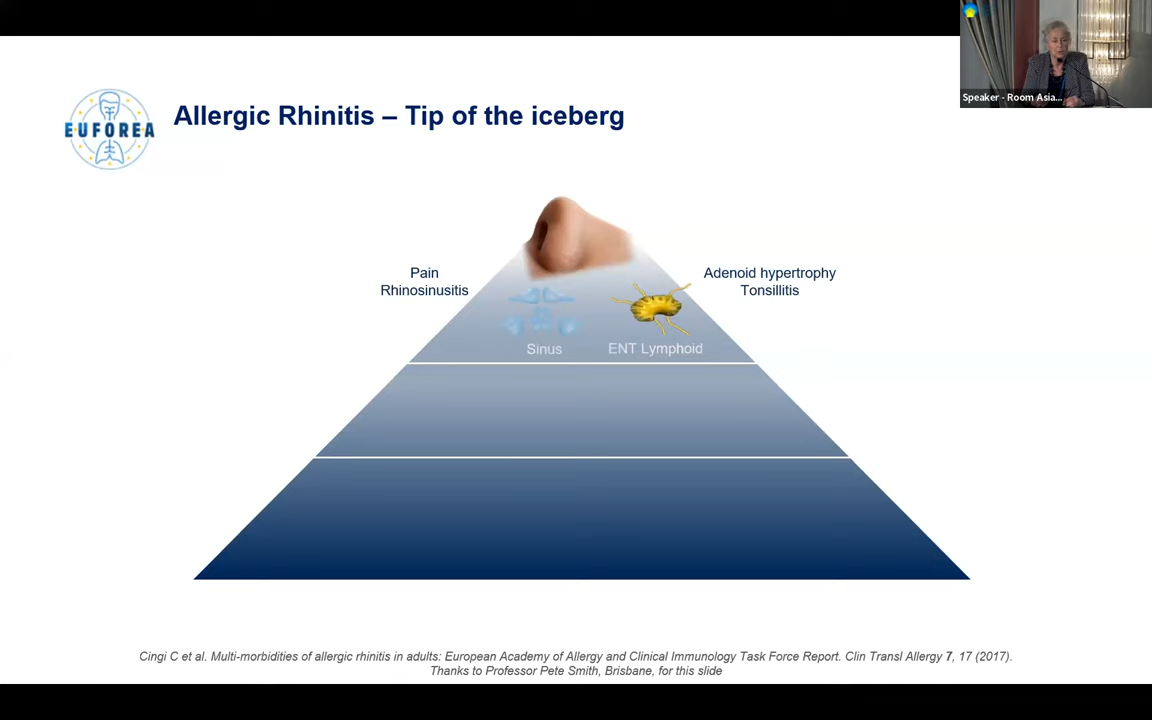 Speaker - Room Asia...
EUFOREA
Allergic Rhinitis – Tip of the iceberg
Pain
Rhinosinusitis
Adenoid hypertrophy
Tonsillitis
Sinus
ENT Lymphoid
Cingi C et al. Multi-morbidities of allergic rhinitis in adults: European Academy of Allergy and Clinical Immunology Task Force Report. Clin Transl Allergy 7, 17 (2017).
Thanks to Professor Pete Smith, Brisbane, for this slide